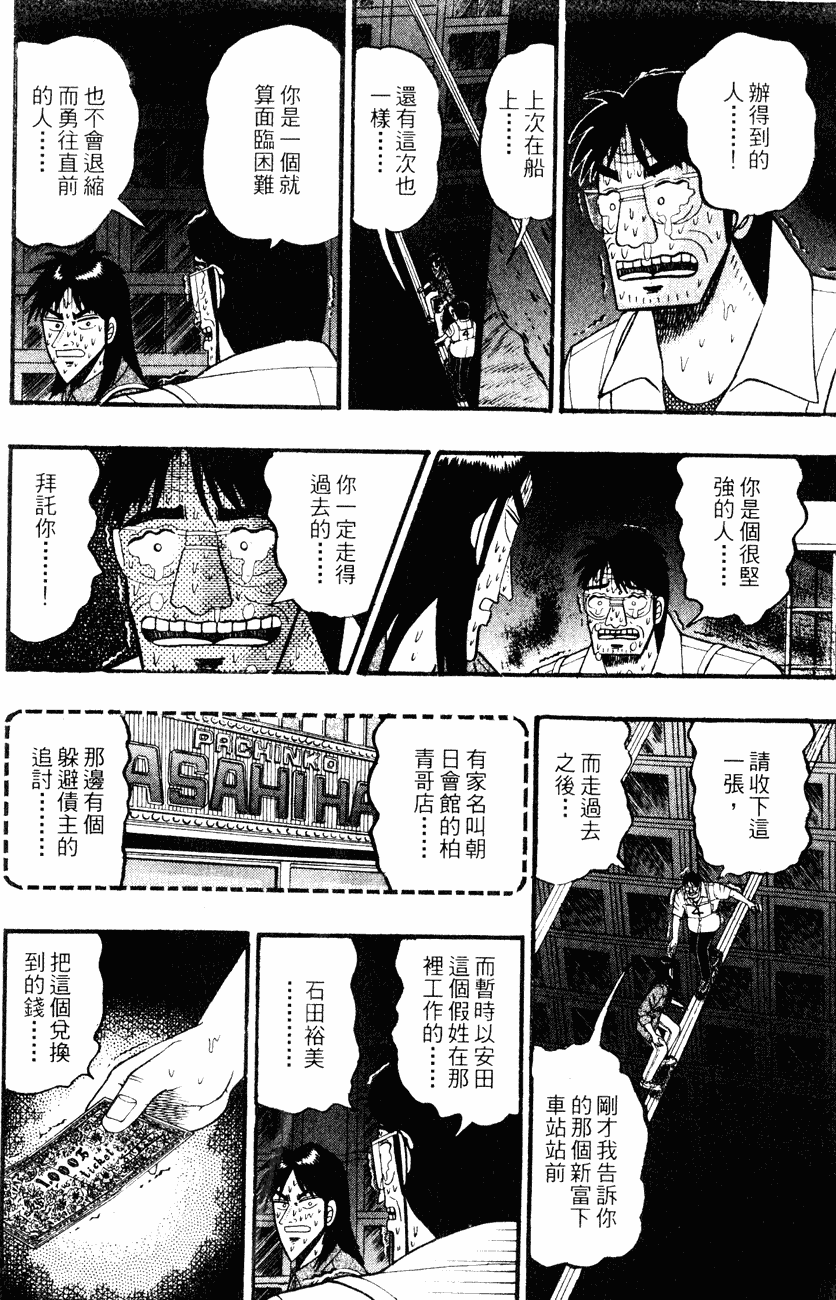 辦得到的
人……！
上次在船
上……
還有這次也
一樣……
你是一個就
算面臨困難
也不會退縮
而勇往直前
的人……
你是個很堅
強的人……
你一定走得
過去的……
拜託你……！
請收下這
一張，
而走過去
之後…
剛才我告訴你
的那個新富下
車站站前
有家名叫朝
日會館的柏
青哥店……
PACHINKO
ASAHI HA
那邊有個
躲避債主的
追討………
而暫時以安田
這個假姓在那
裡工作的……
石田裕美
………
把這個兌換
到的錢……
10003